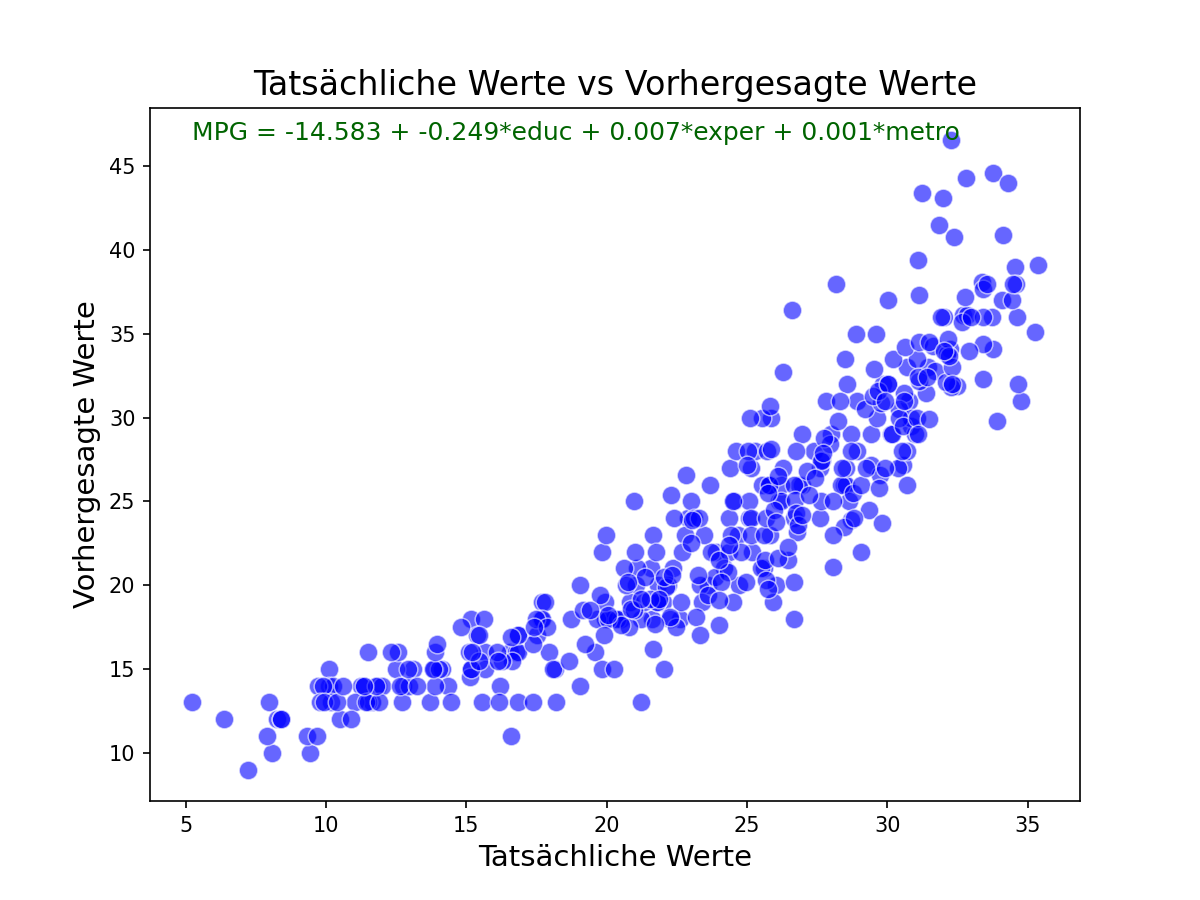 Tatsächliche Werte vs Vorhergesagte Werte
MPG = -14.583 + -0.249*educ + 0.007*exper + 0.001*metro
45
40
35
30
25
20
15
10
Vorhergesagte Werte
5 10 15 20 25 30 35
Tatsächliche Werte